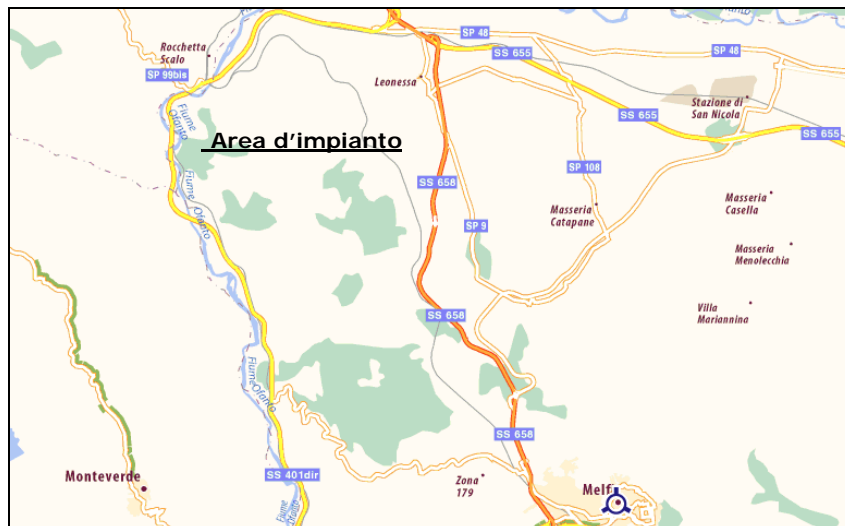 SP 48
Rocchetta
Scalo
SS 655
SP 48
SP 99bis
Leonessa
Stazione di
San Nicola
Fiume
Ofanto
SS 655
SS 655
Area d'impianto
SP 108
SS 658
Fiume
Ofanto
Masseria
Casella
Masseria
Catapane
SP 9
Masseria
Menolecchia
Villa
Mariannina
SS 658
Fiume
Ofanto
SS 658
Monteverde
SS 401dir
Zona
179
Melfi